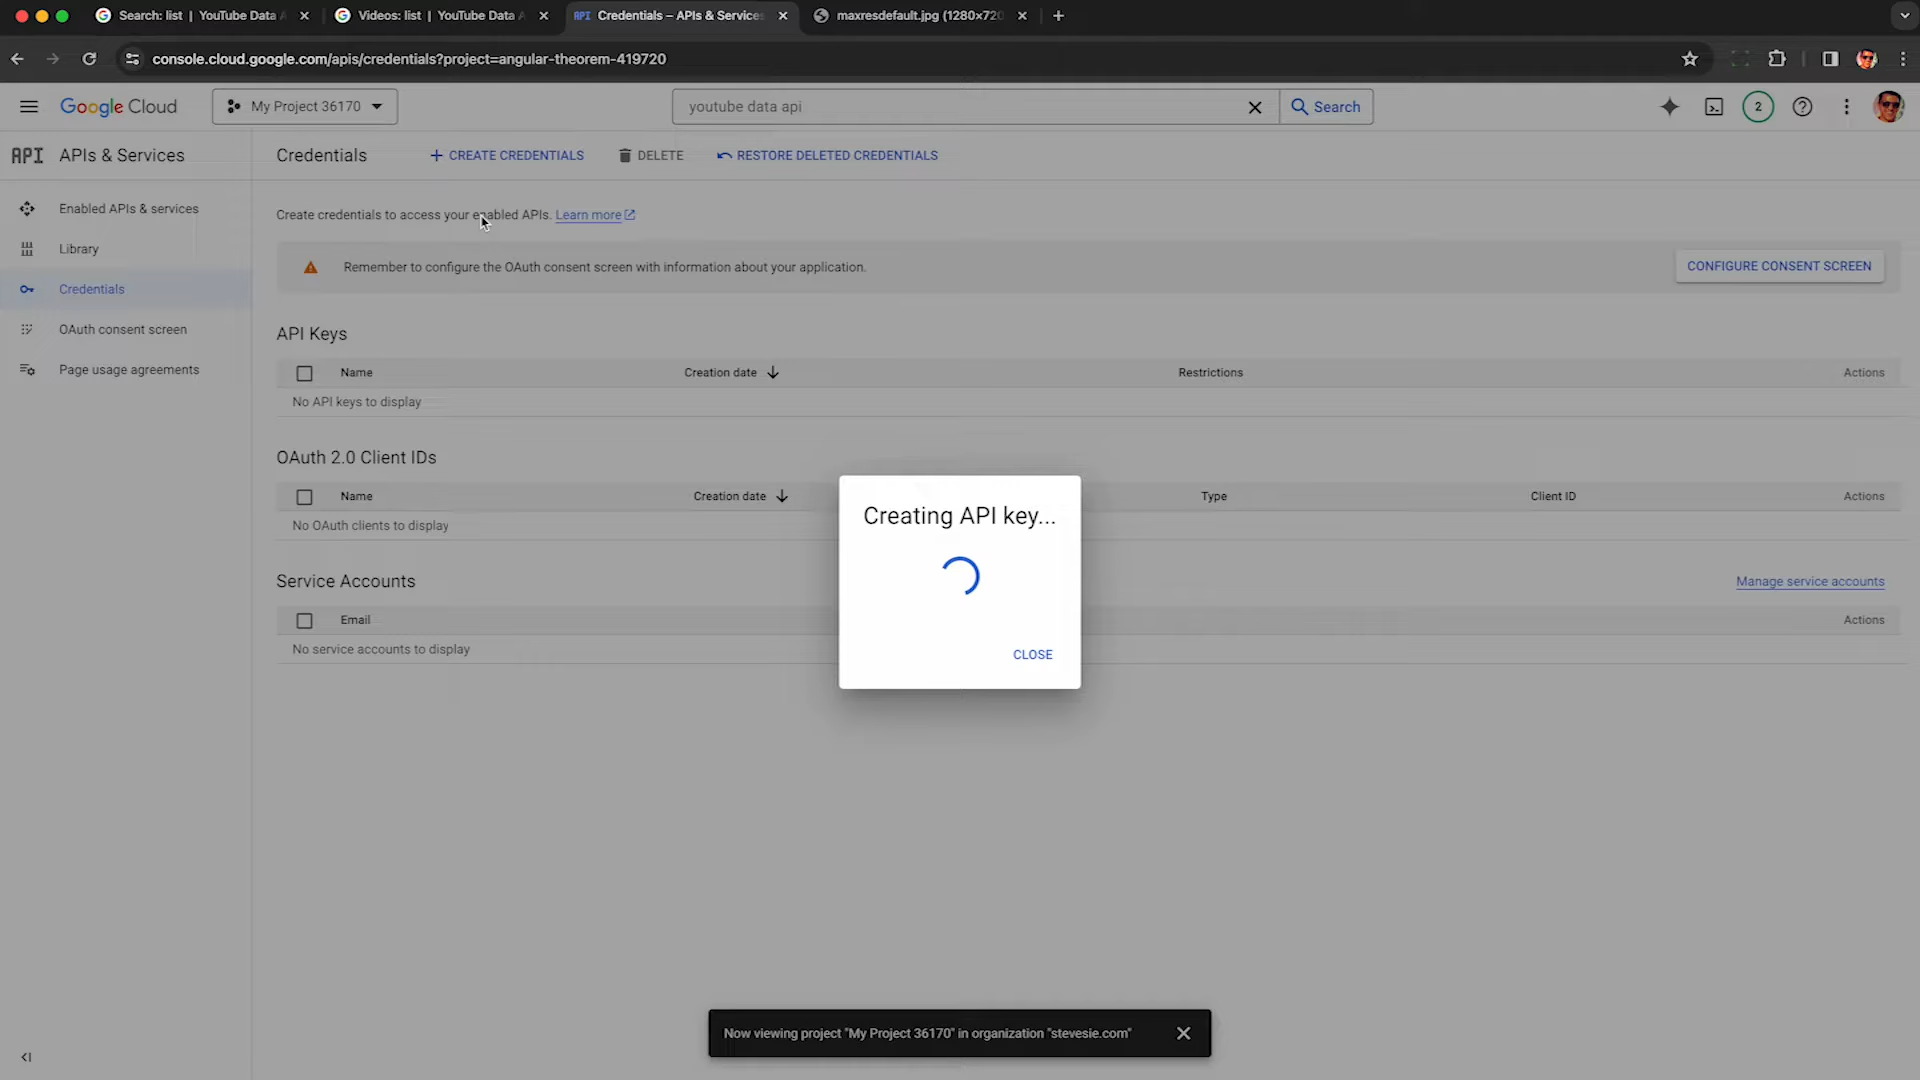 Search: list | YouTube Data A
Videos: list | YouTube Data A
API Credentials – APIs & Services
maxresdefault.jpg (1280×720
console.cloud.google.com/apis/credentials?project=angular-theorem-419720
Google Cloud
My Project 36170
youtube data api
Search
2
API APIs & Services
Credentials
CREATE CREDENTIALS
DELETE
RESTORE DELETED CREDENTIALS
Enabled APIs & services
Library
Credentials
OAuth consent screen
Page usage agreements
Create credentials to access your enabled APIs. Learn more
Remember to configure the OAuth consent screen with information about your application.
CONFIGURE CONSENT SCREEN
API Keys
Name Creation date Restrictions Actions
No API keys to display
OAuth 2.0 Client IDs
Name Creation date Type Client ID Actions
No OAuth clients to display
Service Accounts
Manage service accounts
Email Actions
No service accounts to display
Creating API key...
CLOSE
Now viewing project "My Project 36170" in organization "stevesie.com"